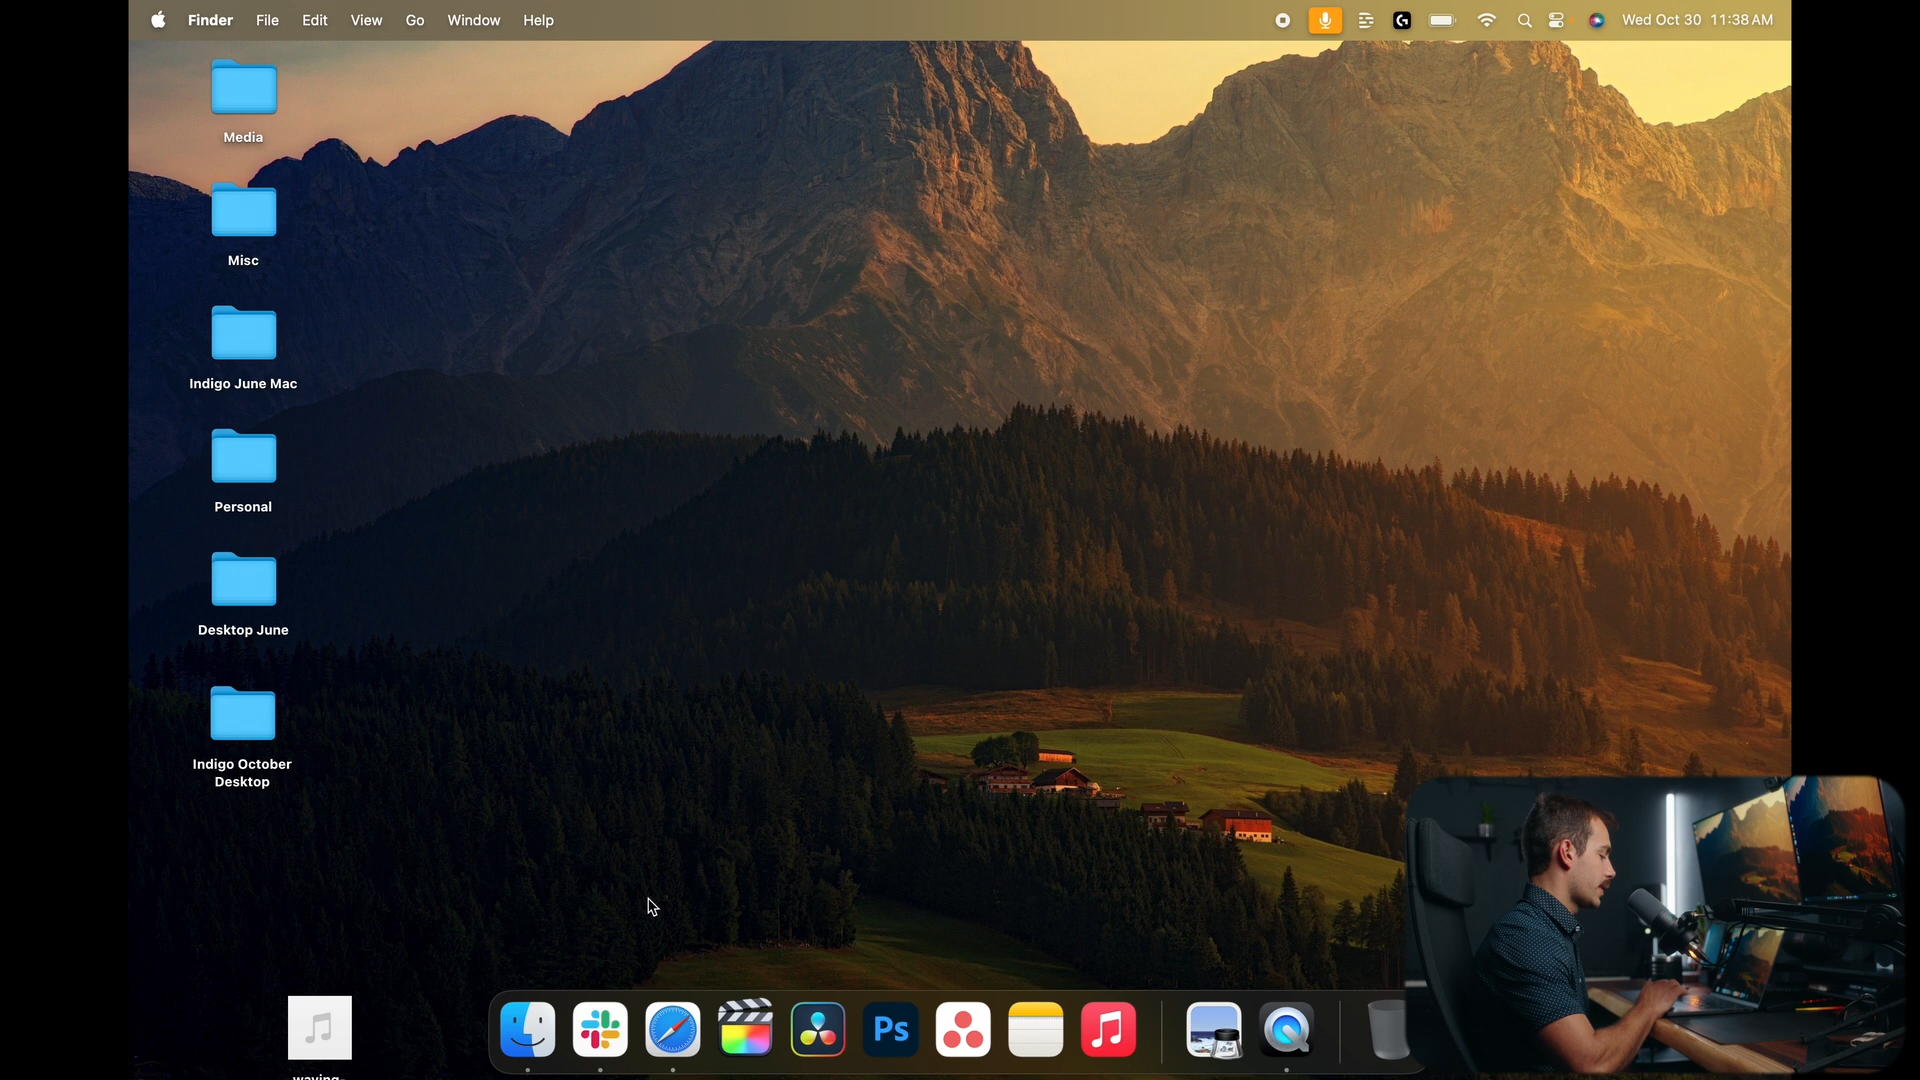 Finder File Edit View Go Window Help Wed Oct 30 11:38 AM
Media
Misc
Indigo June Mac
Personal
Desktop June
Indigo October
Desktop
Ps